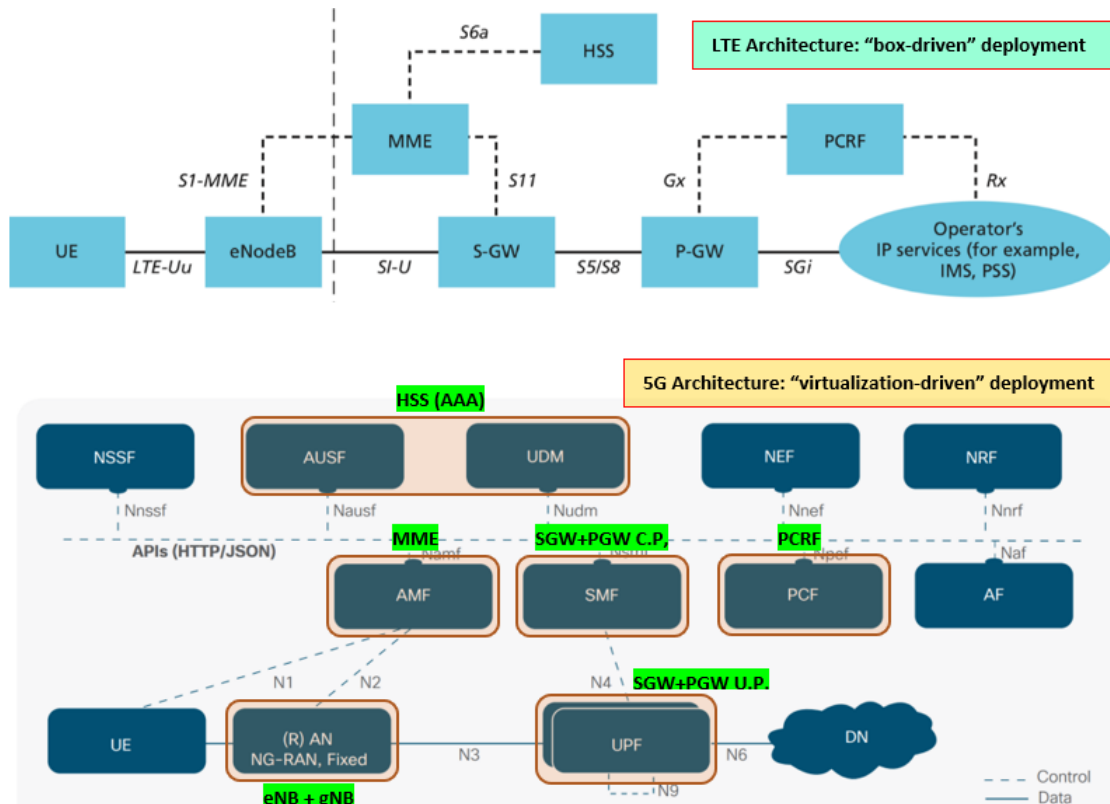 LTE Architecture: “box-driven” deployment
S6a
HSS
MME
PCRF
S1-MME
S11
Gx
Rx
UE
eNodeB
S-GW
P-GW
Operator's
IP services (for example,
IMS, PSS)
LTE-Uu
SI-U
S5/S8
SGi
5G Architecture: “virtualization-driven” deployment
HSS (AAA)
NSSF
AUSF
UDM
NEF
NRF
Nnssf
Nausf
Nudm
Nnef
Nnrf
APIs (HTTP/JSON)
MME
SGW+PGW C.P,
PCRF
Namf
Npcf
Naf
AMF
SMF
PCF
AF
N1
N2
N4
SGW+PGW U.P.
UE
(R) AN
NG-RAN, Fixed
N3
UPF
N6
DN
N9
eNB + gNB
Control
Data